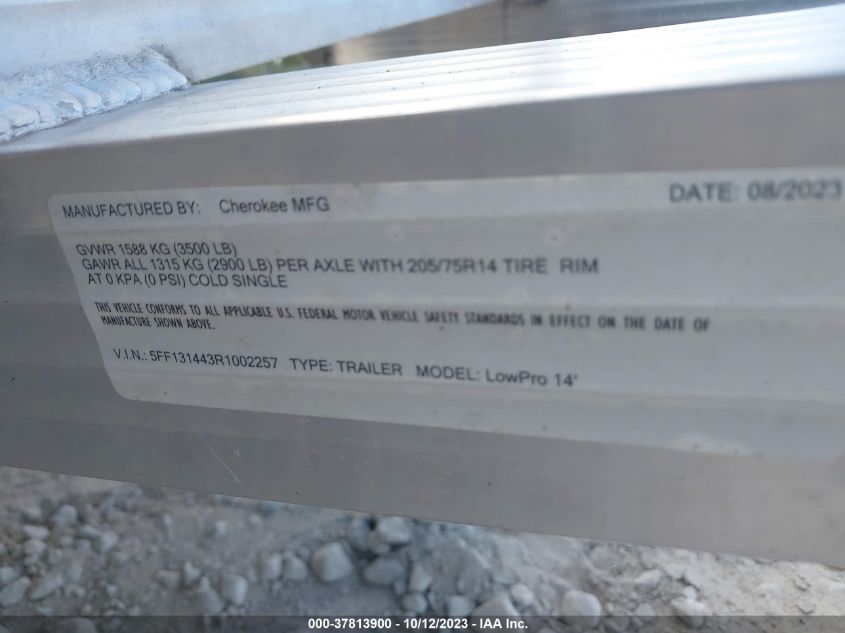 MANUFACTURED BY: Cherokee MFG DATE: 08/2023
GVWR 1588 KG (3500 LB)
GAWR ALL 1315 KG (2900 LB) PER AXLE WITH 205/75R14 TIRE RIM
AT 0 KPA (0 PSI) COLD SINGLE
THIS VEHICLE CONFORMS TO ALL APPLICABLE U.S. FEDERAL MOTOR VEHICLE SAFETY STANDARDS IN EFFECT ON THE DATE OF
MANUFACTURE SHOWN ABOVE.
V.I.N.: 5FF131443R1002257 TYPE: TRAILER MODEL: LowPro 14'
000-37813900 - 10/12/2023 - IAA Inc.